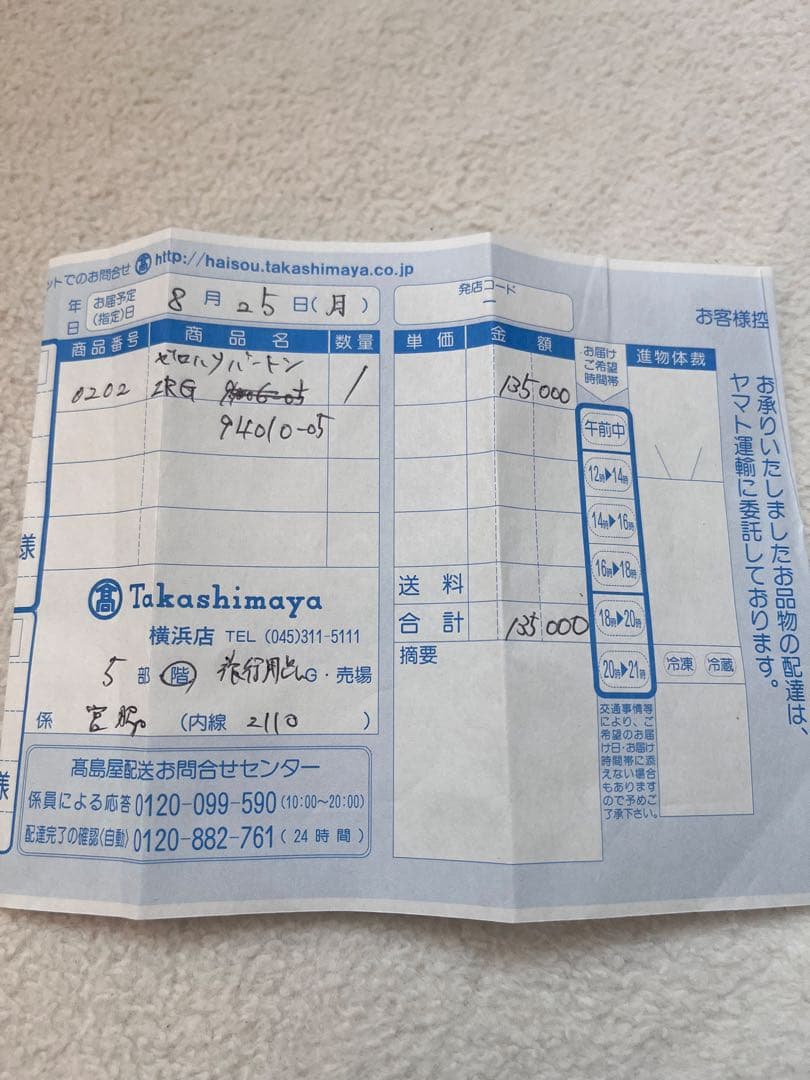 ットでのお問合せ 髙 http://haisou.takashimaya.co.jp
年 お届予定 8月25日(月)
日 (指定)日
発店コード
ー
お客様控
商品番号 商品名 数量 単価 金額
お届け
ご希望
時間帯
進物体裁
ゼロハリバートン
0202 ZRG 1 135000
94010-05
午前中
12時▶14時
14時▶16時
16時▶18時
18時▶20時
20時▶21時
冷凍 冷蔵
様
送料
合計 135000
摘要
髙 Takashimaya
横浜店 TEL (045)311-5111
5 部 階 旅行用品G・売場
係 宮脇 (内線 2110 )
髙島屋配送お問合せセンター
係員による応答 0120-099-590 (10:00～20:00)
配達完了の確認〈自動〉 0120-882-761 (24時間)
様
交通事情等
により、ご
希望のお届
け日・お届け
時間帯に添
えない場合
もあります
ので予めご
了承下さい。
お承りいたしましたお品物の配達は、
ヤマト運輸に委託しております。